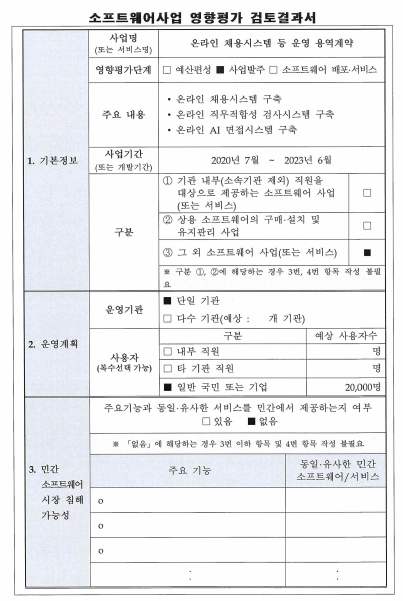 소프트웨어사업 영향평가 검토결과서
사업명
(또는 서비스명)
온라인 채용시스템 등 운영 용역계약
영향평가단계
□ 예산편성 ■ 사업발주 □ 소프트웨어 배포·서비스
1. 기본정보
주요 내용
• 온라인 채용시스템 구축
• 온라인 직무적합성 검사시스템 구축
• 온라인 AI 면접시스템 구축
사업기간
(또는 개발기간)
2020년 7월 ~ 2023년 6월
구분
① 기관 내부(소속기관 제외) 직원을
대상으로 제공하는 소프트웨어 사업
(또는 서비스)
□
② 상용 소프트웨어의 구매·설치 및
유지관리 사업
□
③ 그 외 소프트웨어 사업(또는 서비스)
■
※ 구분 ①, ②에 해당하는 경우 3번, 4번 항목 작성 불필
요
2. 운영계획
운영기관
■ 단일 기관
□ 다수 기관(예상 : 개 기관)
사용자
(복수선택 가능)
구분
예상 사용자수
□ 내부 직원
명
□ 타 기관 직원
명
■ 일반 국민 또는 기업
20,000명
3. 민간
소프트웨어
시장 침해
가능성
주요기능과 동일·유사한 서비스를 민간에서 제공하는지 여부
□ 있음 ■ 없음
※ 「없음」에 해당하는 경우 3번 이하 항목 및 4번 항목 작성 불필요
주요 기능
동일·유사한 민간
소프트웨어/서비스
o
o
o
:
: